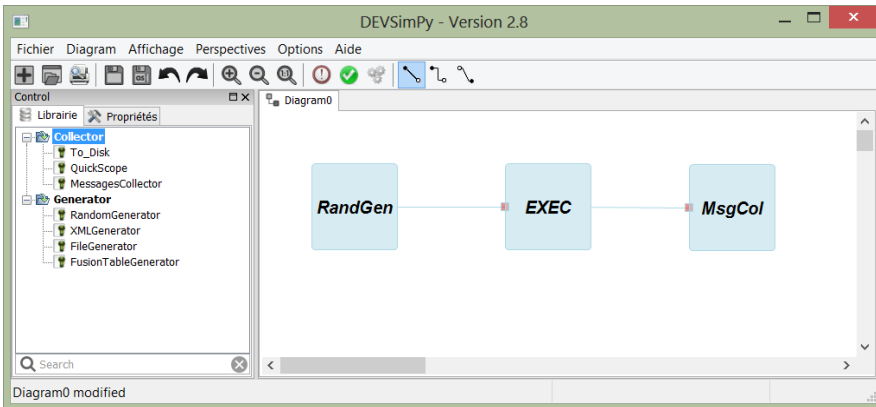 DEVSimPy - Version 2.8
Fichier Diagram Affichage Perspectives Options Aide
Control
Diagram0
Librairie Propriétés
Collector
To_Disk
QuickScope
MessagesCollector
Generator
RandomGenerator
XMLGenerator
FileGenerator
FusionTableGenerator
RandGen EXEC MsgCol
Search
Diagram0 modified